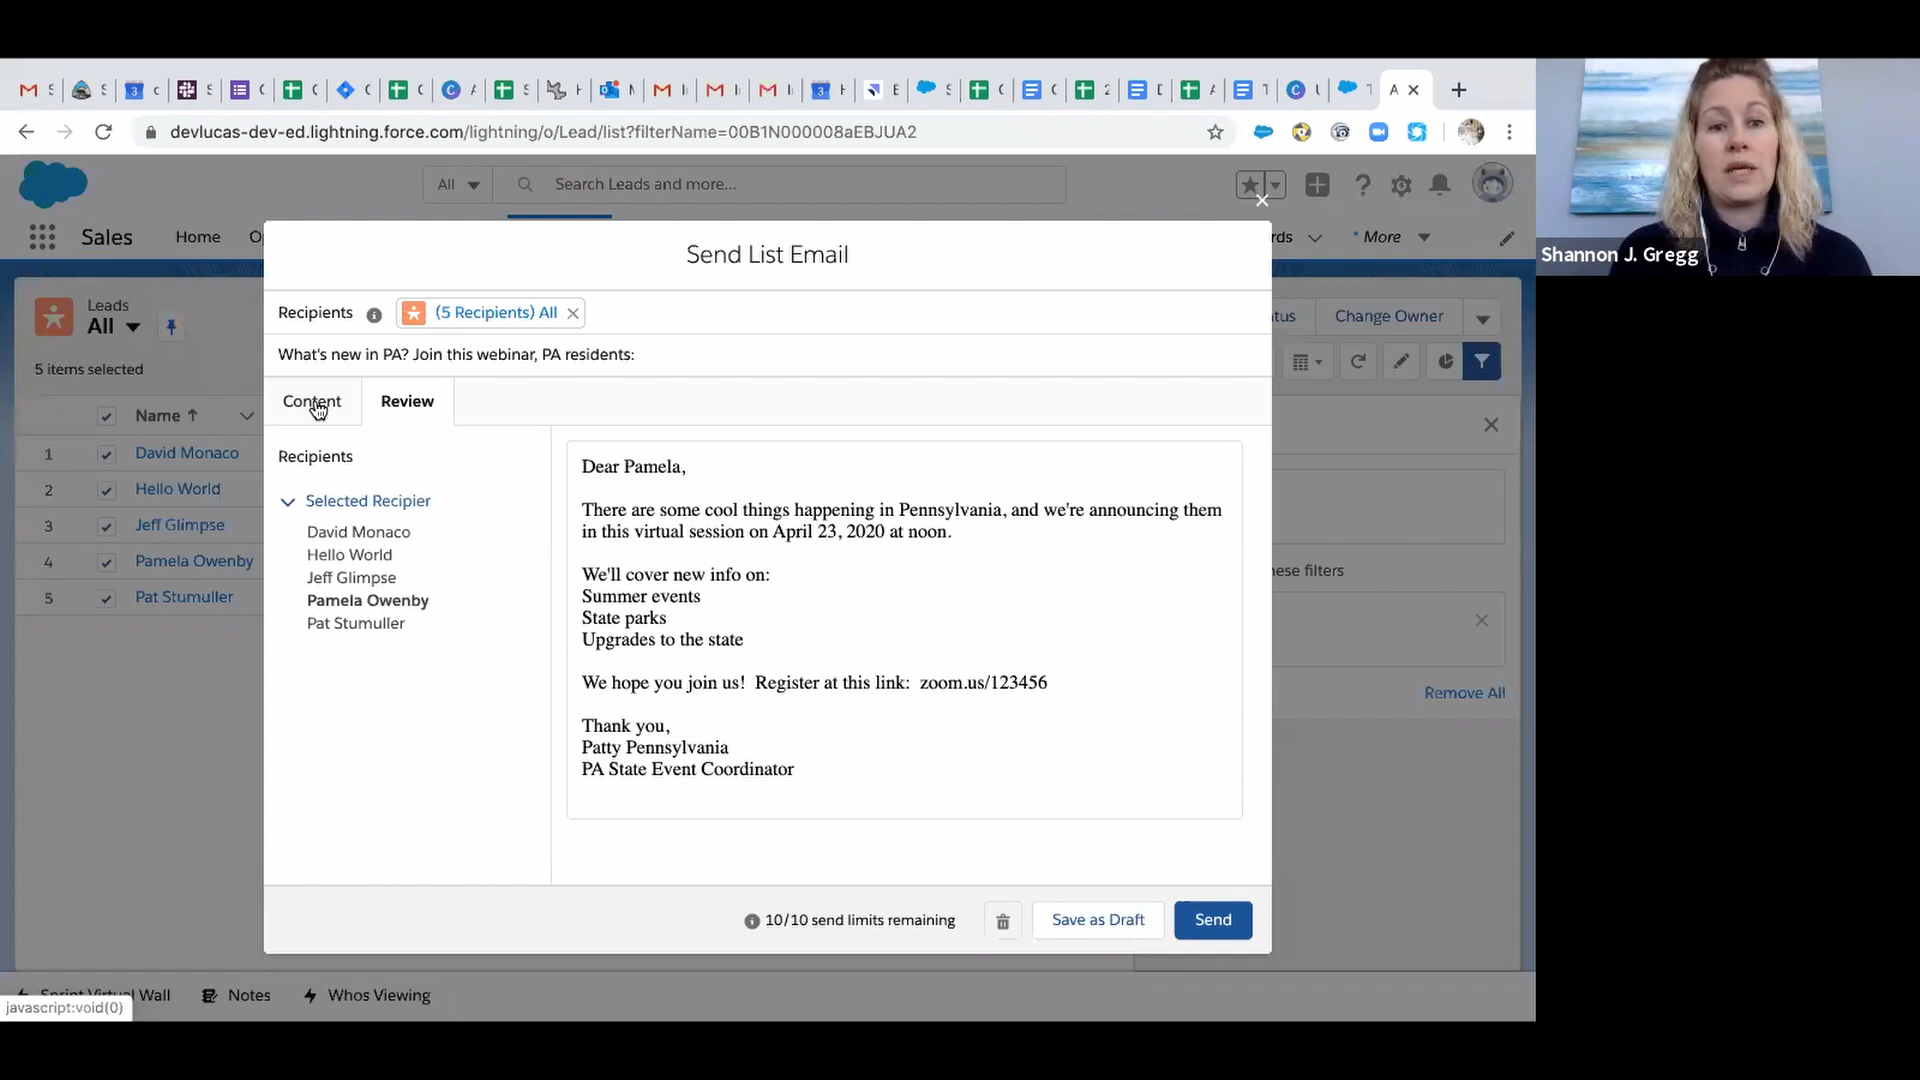 devlucas-dev-ed.lightning.force.com/lightning/o/Lead/list?filterName=00B1N000008aEBJUA2
All
Search Leads and more...
Sales
Home
More
Send List Email
Leads
All
5 items selected
Name
1 David Monaco
2 Hello World
3 Jeff Glimpse
4 Pamela Owenby
5 Pat Stumuller
Recipients (5 Recipients) All
What's new in PA? Join this webinar, PA residents:
Content Review
Recipients
Selected Recipier
David Monaco
Hello World
Jeff Glimpse
Pamela Owenby
Pat Stumuller
Dear Pamela,
There are some cool things happening in Pennsylvania, and we're announcing them
in this virtual session on April 23, 2020 at noon.
We'll cover new info on:
Summer events
State parks
Upgrades to the state
We hope you join us! Register at this link: zoom.us/123456
Thank you,
Patty Pennsylvania
PA State Event Coordinator
10/10 send limits remaining
Save as Draft
Send
Change Owner
filters
Remove All
Sprint Virtual Wall
Notes
Whos Viewing
javascript:void(0)
Shannon J. Gregg